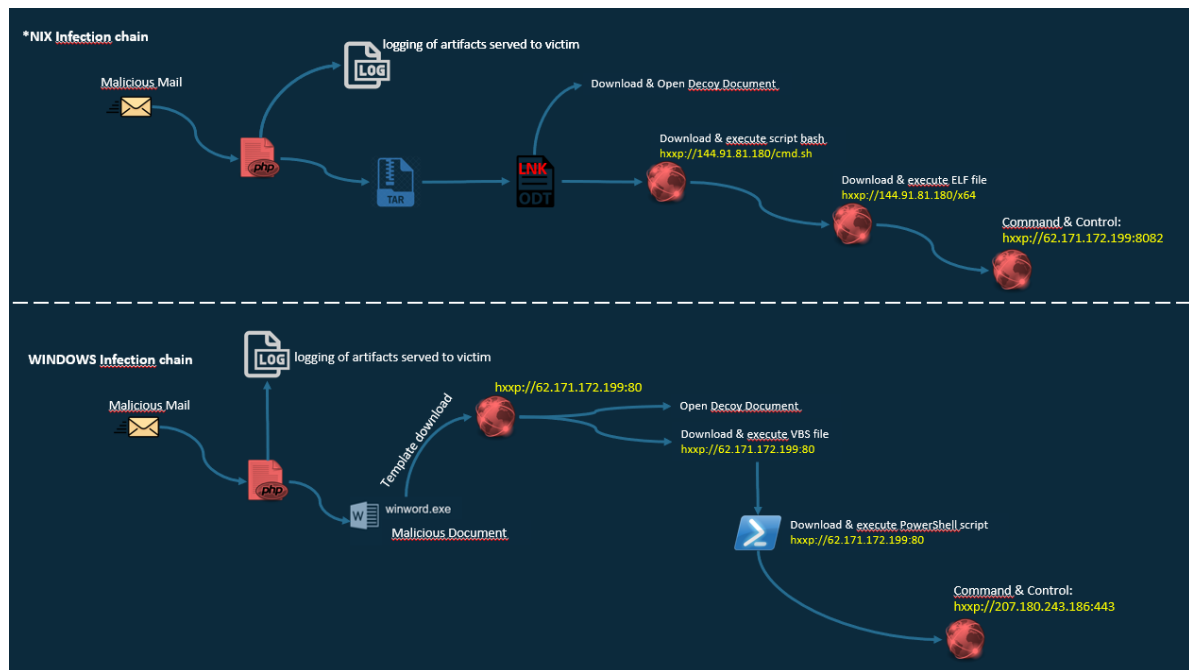 *NIX Infection chain
logging of artifacts served to victim
LOG
Malicious Mail
Download & Open Decoy Document
php
TAR
LNK
ODT
Download & execute script bash
hxxp://144.91.81.180/cmd.sh
Download & execute ELF file
hxxp://144.91.81.180/x64
Command & Control:
hxxp://62.171.172.199:8082
WINDOWS Infection chain
LOG
logging of artifacts served to victim
Malicious Mail
php
W
winword.exe
Malicious Document
Template download
hxxp://62.171.172.199:80
Open Decoy Document
Download & execute VBS file
hxxp://62.171.172.199:80
Download & execute PowerShell script
hxxp://62.171.172.199:80
Command & Control:
hxxp://207.180.243.186:443